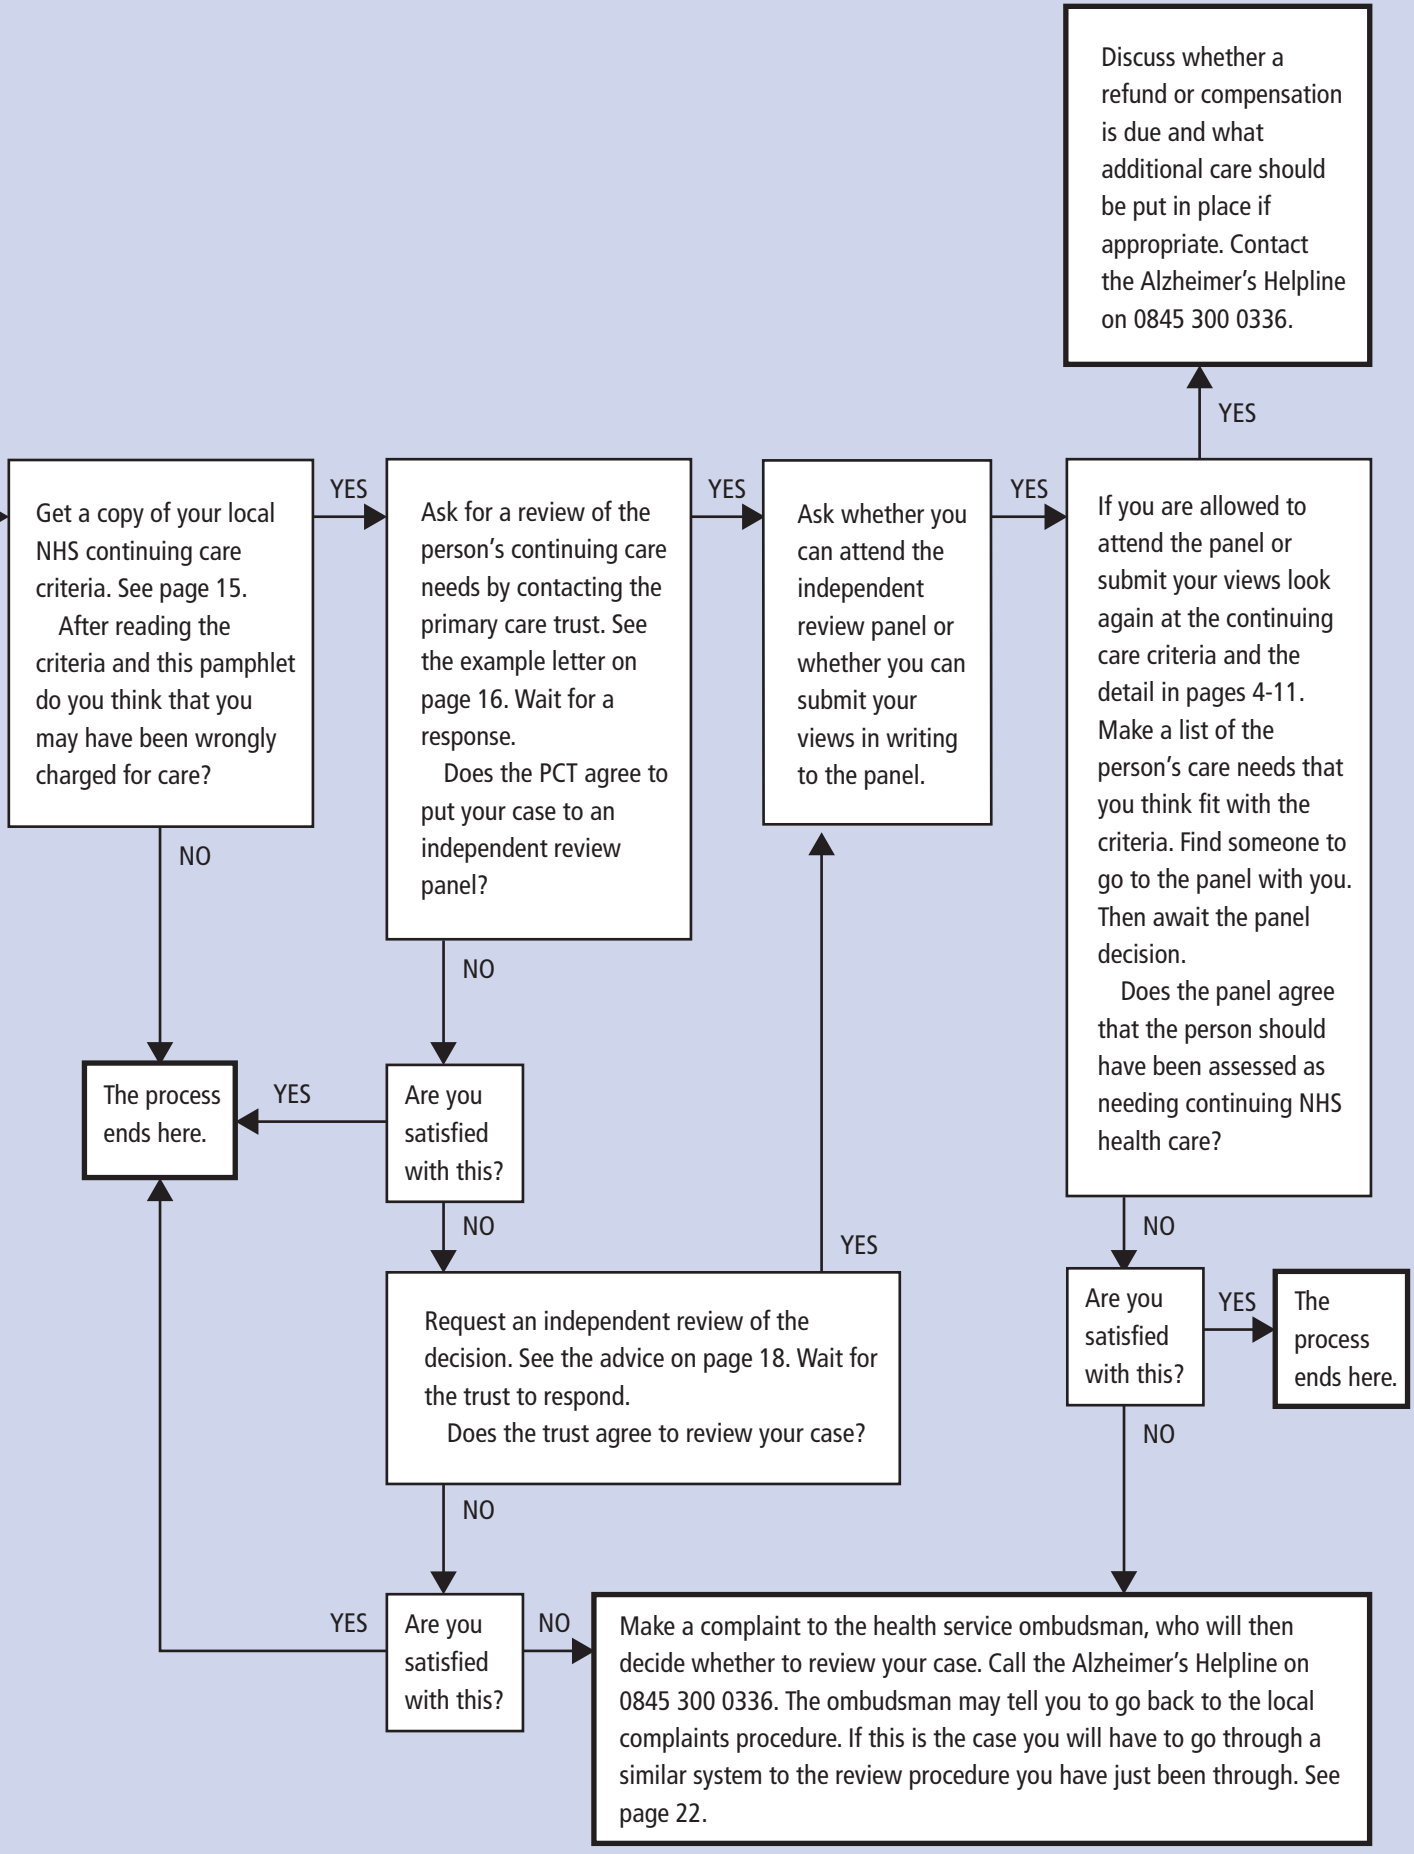 Discuss whether a
refund or compensation
is due and what
additional care should
be put in place if
appropriate. Contact
the Alzheimer's Helpline
on 0845 300 0336.
YES
Get a copy of your local
NHS continuing care
criteria. See page 15.
After reading the
criteria and this pamphlet
do you think that you
may have been wrongly
charged for care?
YES
Ask for a review of the
person's continuing care
needs by contacting the
primary care trust. See
the example letter on
page 16. Wait for a
response.
Does the PCT agree to
put your case to an
independent review
panel?
YES
Ask whether you
can attend the
independent
review panel or
whether you can
submit your
views in writing
to the panel.
YES
If you are allowed to
attend the panel or
submit your views look
again at the continuing
care criteria and the
detail in pages 4-11.
Make a list of the
person's care needs that
you think fit with the
criteria. Find someone to
go to the panel with you.
Then await the panel
decision.
Does the panel agree
that the person should
have been assessed as
needing continuing NHS
health care?
NO
NO
The process
ends here.
YES
Are you
satisfied
with this?
NO
YES
NO
Request an independent review of the
decision. See the advice on page 18. Wait for
the trust to respond.
Does the trust agree to review your case?
Are you
satisfied
with this?
YES
The
process
ends here.
NO
NO
YES
Are you
satisfied
with this?
NO
Make a complaint to the health service ombudsman, who will then
decide whether to review your case. Call the Alzheimer's Helpline on
0845 300 0336. The ombudsman may tell you to go back to the local
complaints procedure. If this is the case you will have to go through a
similar system to the review procedure you have just been through. See
page 22.